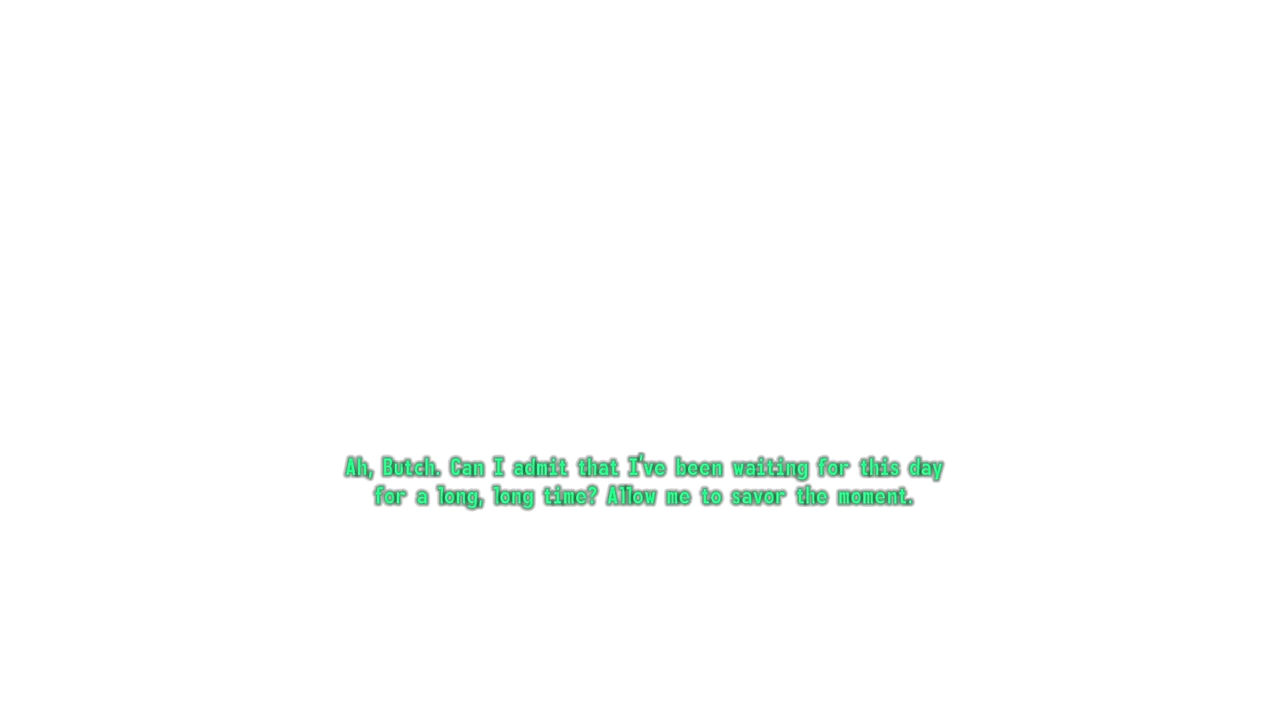 Ah, Butch. Can I admit that I've been waiting for this day
for a long, long time? Allow me to savor the moment.